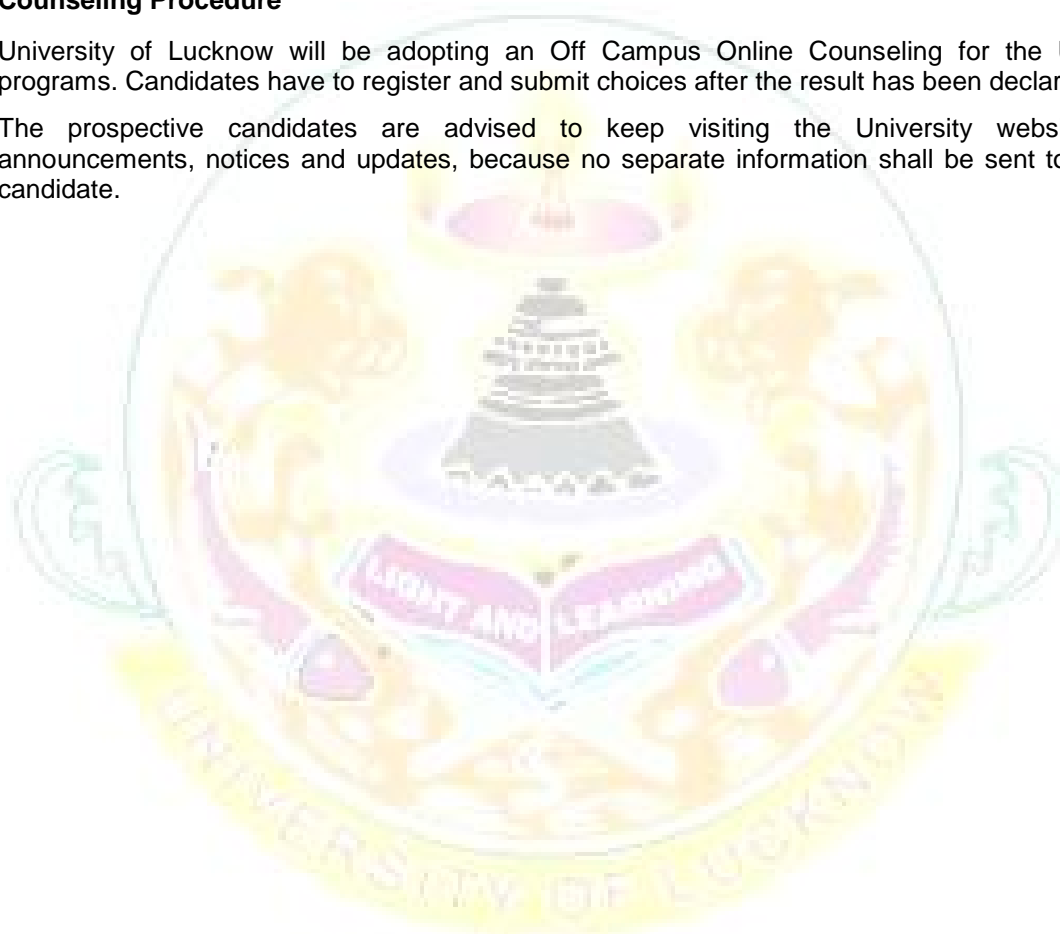 Counseling Procedure
University of Lucknow will be adopting an Off Campus Online Counseling for the
programs. Candidates have to register and submit choices after the result has been declar
The prospective candidates are advised to keep visiting the University webs
announcements, notices and updates, because no separate information shall be sent to
candidate.
LIGHT AND LEARNING
UNIVERSITY OF LUCKNOW